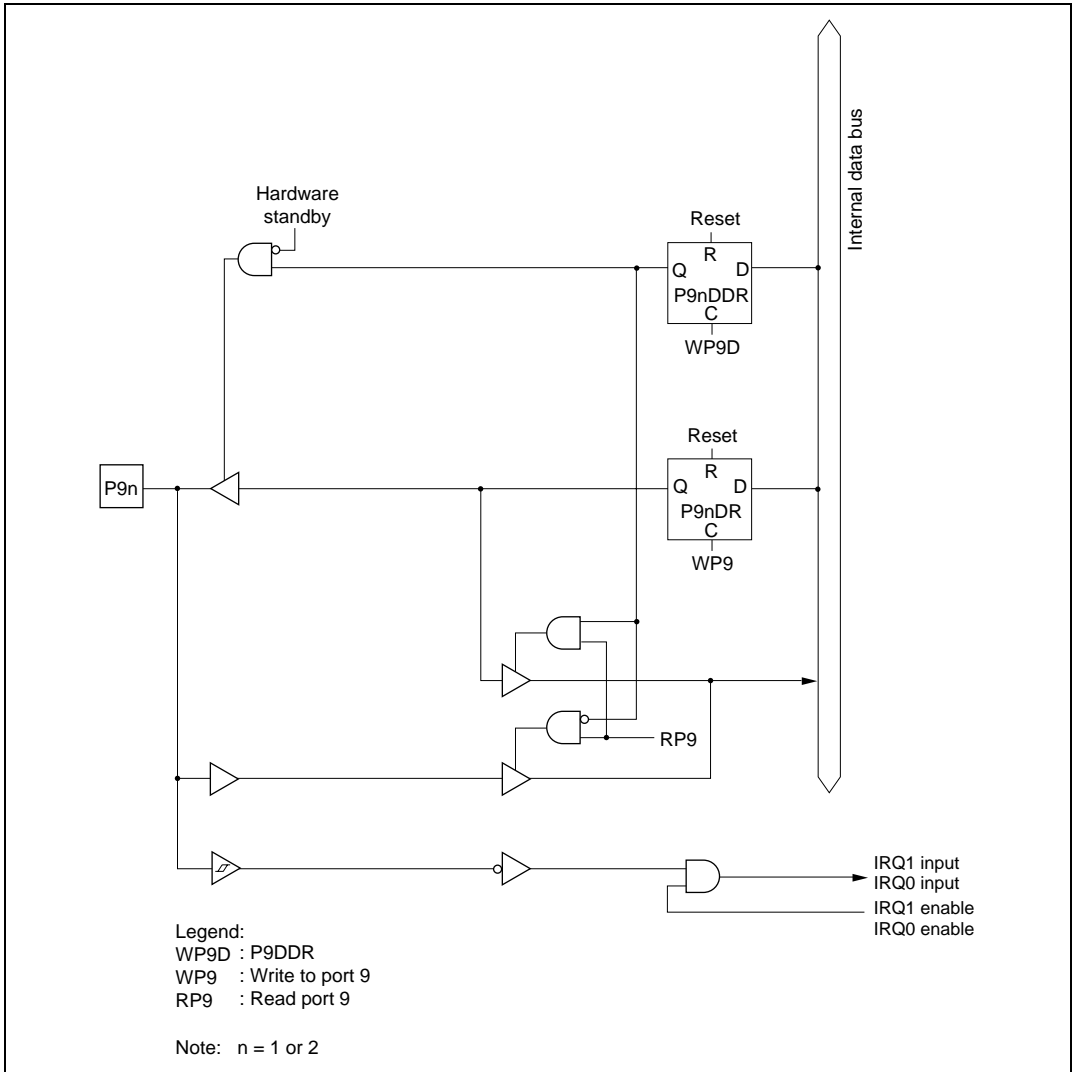 Internal data bus
Hardware
standby
Reset
R
Q D
P9nDDR
C
WP9D
Reset
R
P9n
Q D
P9nDR
C
WP9
RP9
IRQ1 input
IRQ0 input
IRQ1 enable
IRQ0 enable
Legend:
WP9D : P9DDR
WP9 : Write to port 9
RP9 : Read port 9
Note: n = 1 or 2